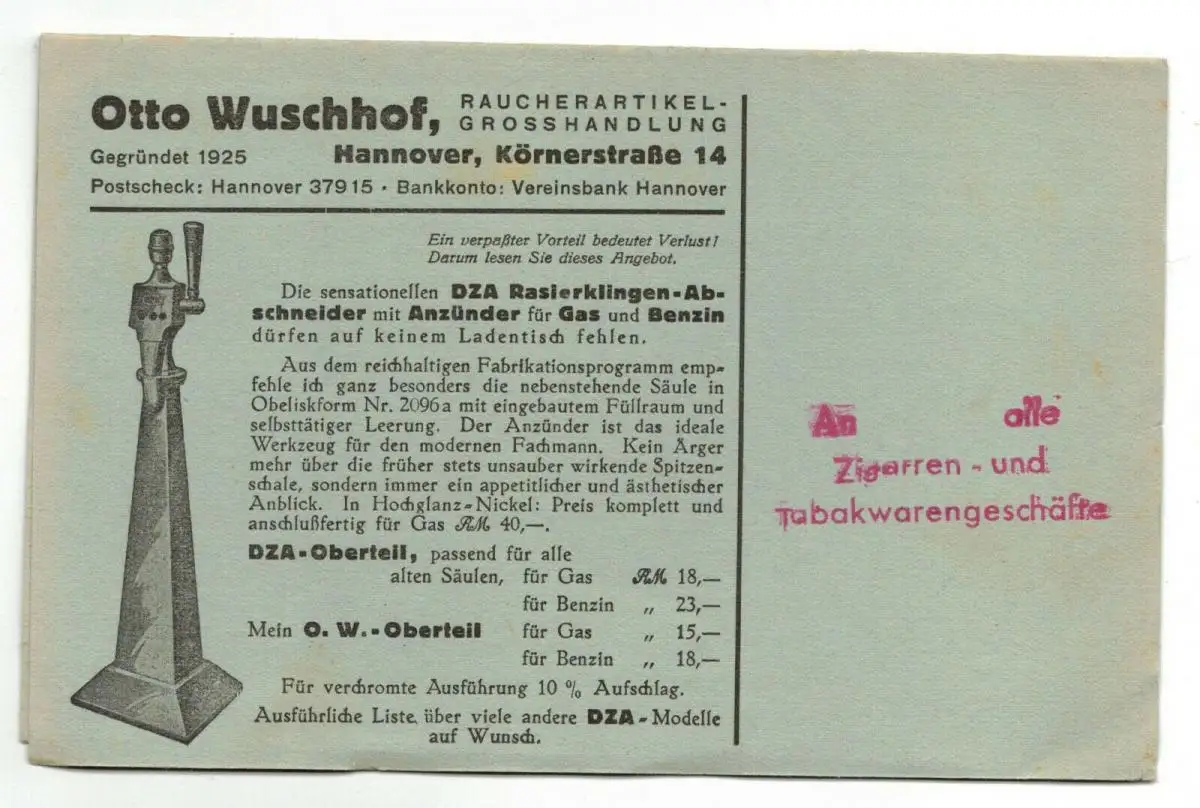 Otto Wuschhof, RAUCHERARTIKEL-
GROSSHANDLUNG
Gegründet 1925 Hannover, Körnerstraße 14
Postscheck: Hannover 37915 · Bankkonto: Vereinsbank Hannover
Ein verpaßter Vorteil bedeutet Verlust!
Darum lesen Sie dieses Angebot.
Die sensationellen DZA Rasierklingen-Ab-
schneider mit Anzünder für Gas und Benzin
dürfen auf keinem Ladentisch fehlen.
Aus dem reichhaltigen Fabrikationsprogramm emp-
fehle ich ganz besonders die nebenstehende Säule in
Obeliskform Nr. 2096a mit eingebautem Füllraum und
selbsttätiger Leerung. Der Anzünder ist das ideale
Werkzeug für den modernen Fachmann. Kein Ärger
mehr über die früher stets unsauber wirkende Spitzen-
schale, sondern immer ein appetitlicher und ästhetischer
Anblick. In Hochglanz-Nickel: Preis komplett und
anschlußfertig für Gas RM 40,—.
DZA-Oberteil, passend für alle
alten Säulen, für Gas RM 18,—
für Benzin „ 23,—
Mein O. W.-Oberteil für Gas „ 15,—
für Benzin „ 18,—
Für verchromte Ausführung 10 % Aufschlag.
Ausführliche Liste über viele andere DZA-Modelle
auf Wunsch.
An alle
Zigarren-und
Tabakwarengeschäfte